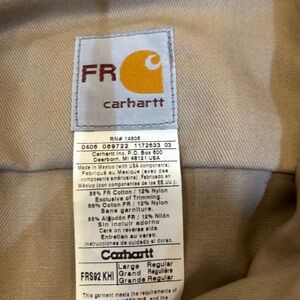 FR
carhartt
RN# 14806
0406 089722 1172633 03
Carhartt Inc. P.O. Box 600
Dearborn, MI 48121 USA
Made in Mexico (with USA components).
Fabriqué au Mexique (avec des
composants américains). Fabricado en
México (con componentes de los EE.UU.).
88% FR Cotton / 12% Nylon
Exclusive of Trimming.
88% Coton FR / 12% Nylon
Sans garniture.
88% Algodón FR / 12% Nilón
Sin incluir adorno
Care on reverse side.
Entretien au verso.
Instrucciones de cuidado al dorso.
Carhartt
FRS92 KHI
Large Regular
Grand Regulière
Grande Regular
This garment meets the requirements of